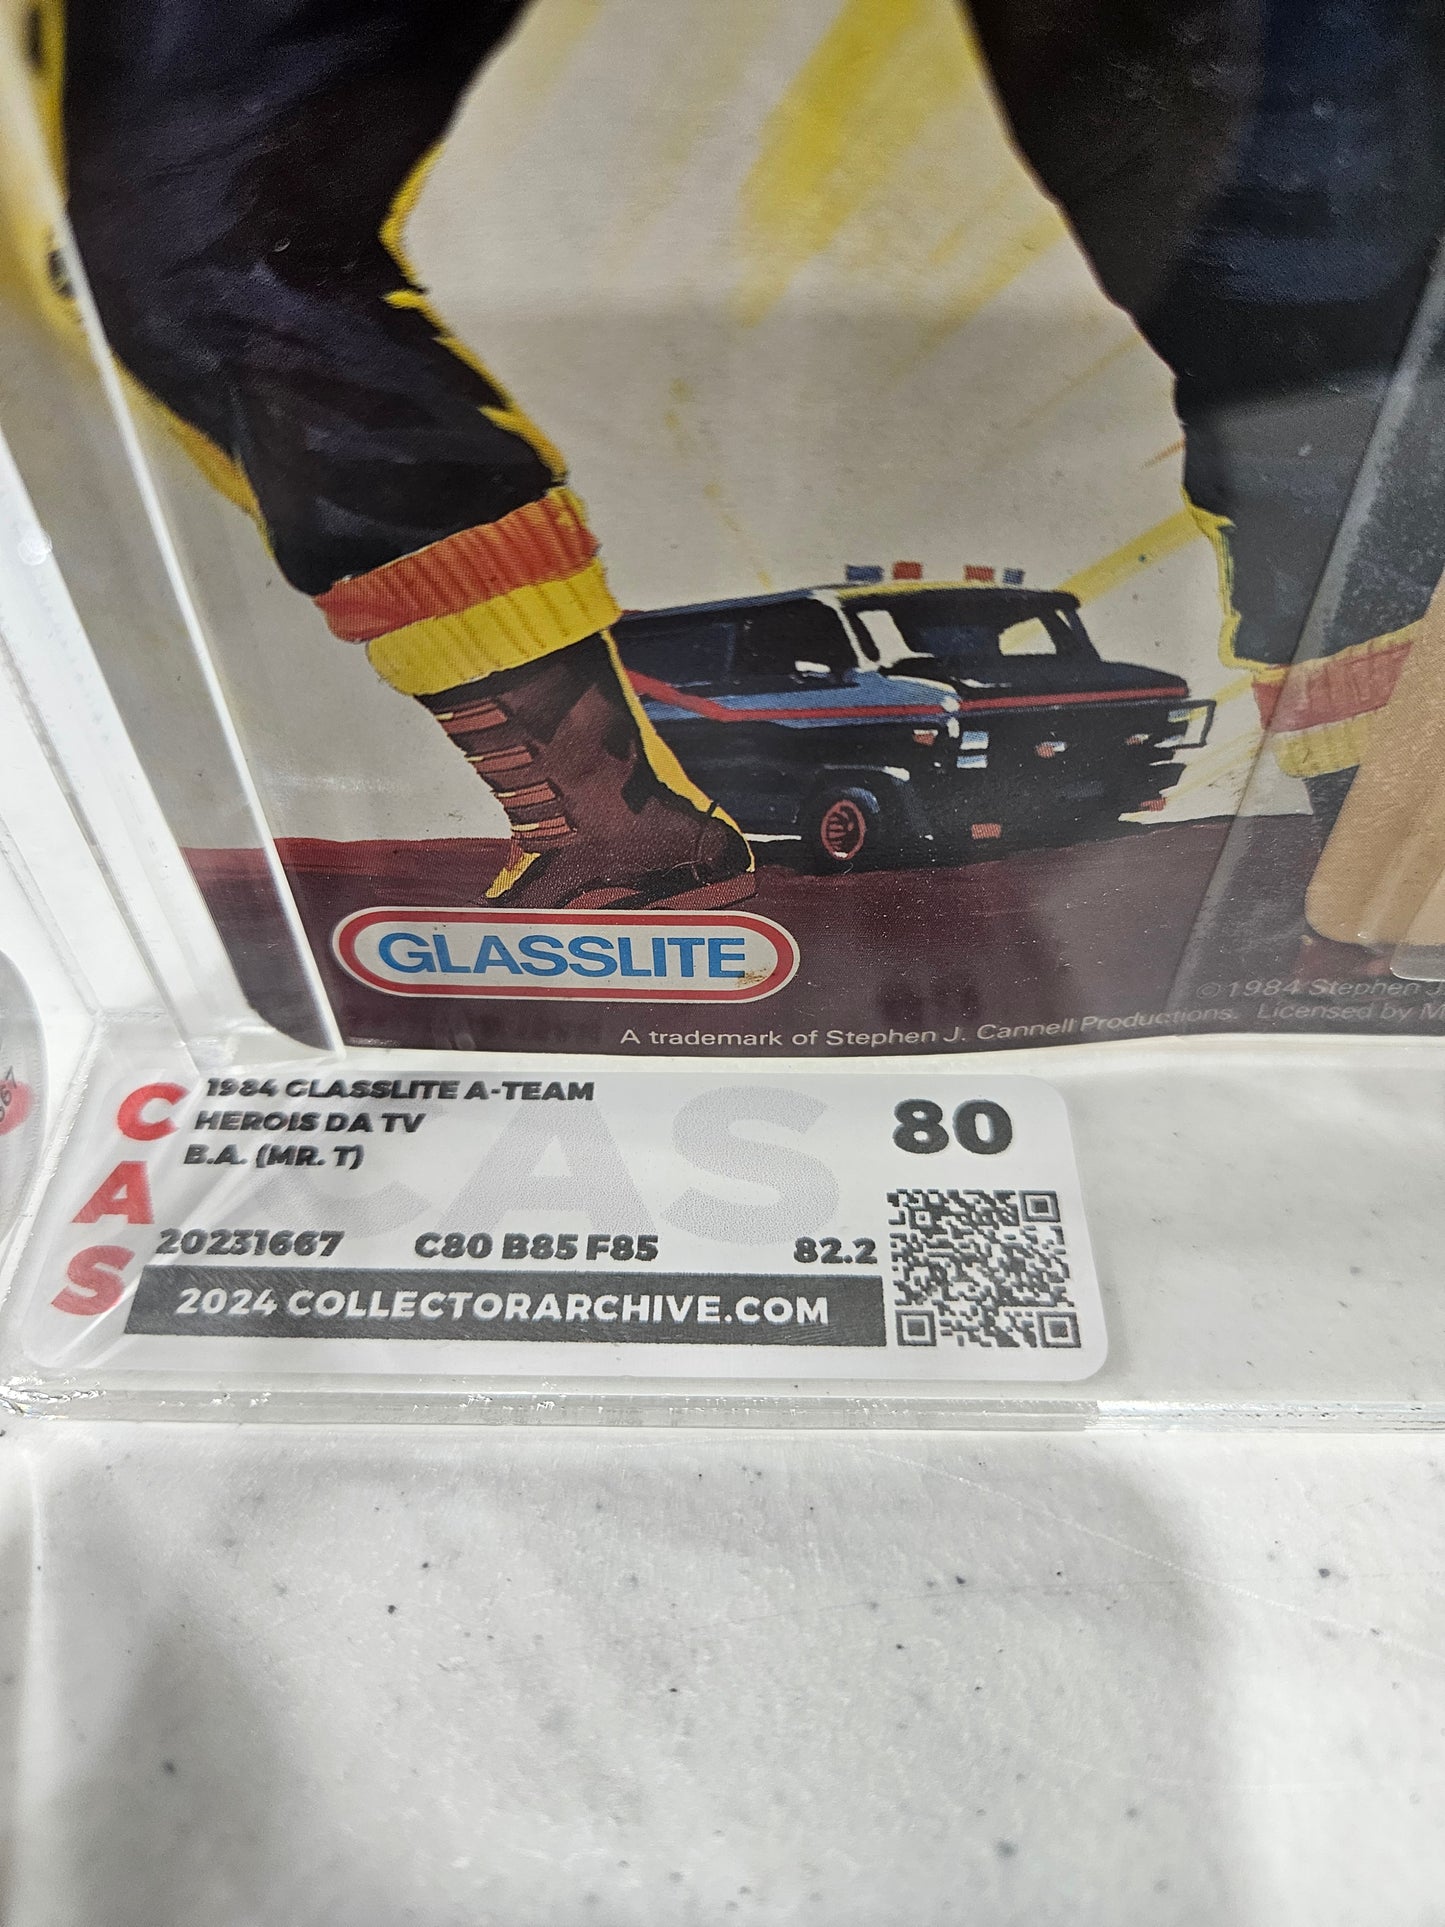 GLASSLITE
©1984 Stephen J
A trademark of Stephen J. Cannell Productions. Licensed by M
CAS
1984 GLASSLITE A-TEAM
HEROIS DA TV
B.A. (MR. T)
80
CAS
20231667 C80 B85 F85 82.2
2024 COLLECTORARCHIVE.COM